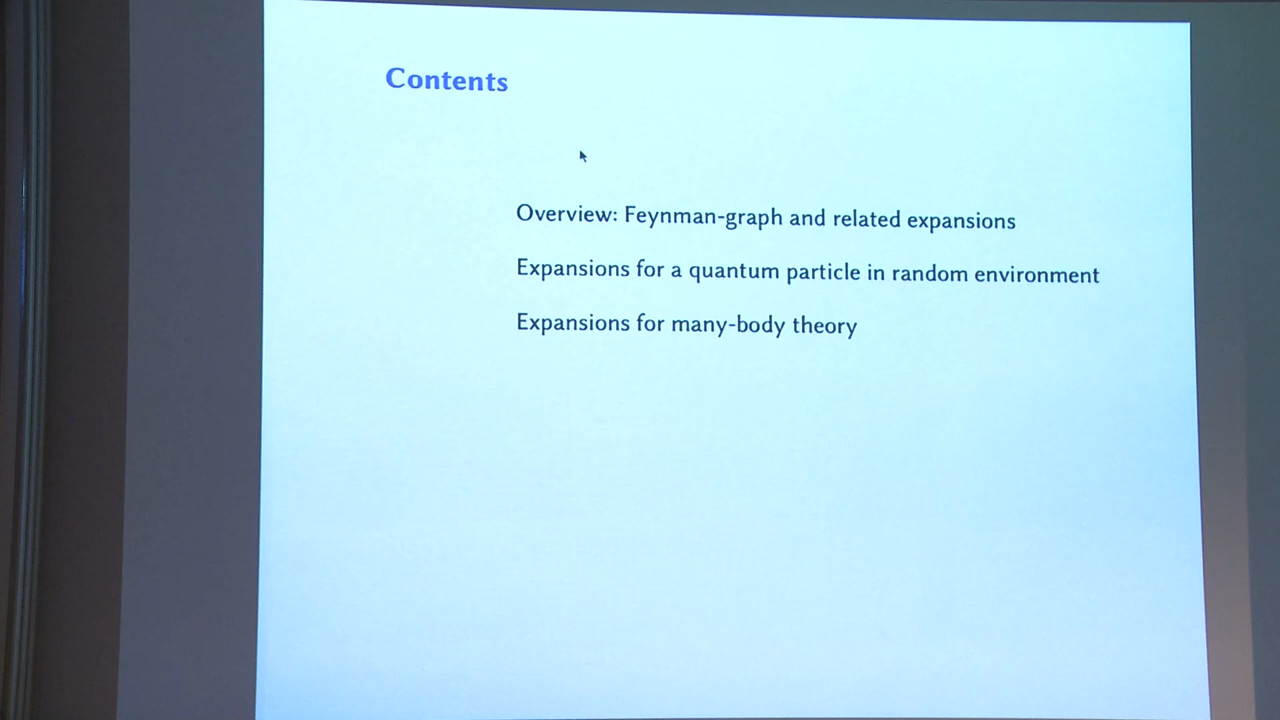 Contents
Overview: Feynman-graph and related expansions
Expansions for a quantum particle in random environment
Expansions for many-body theory